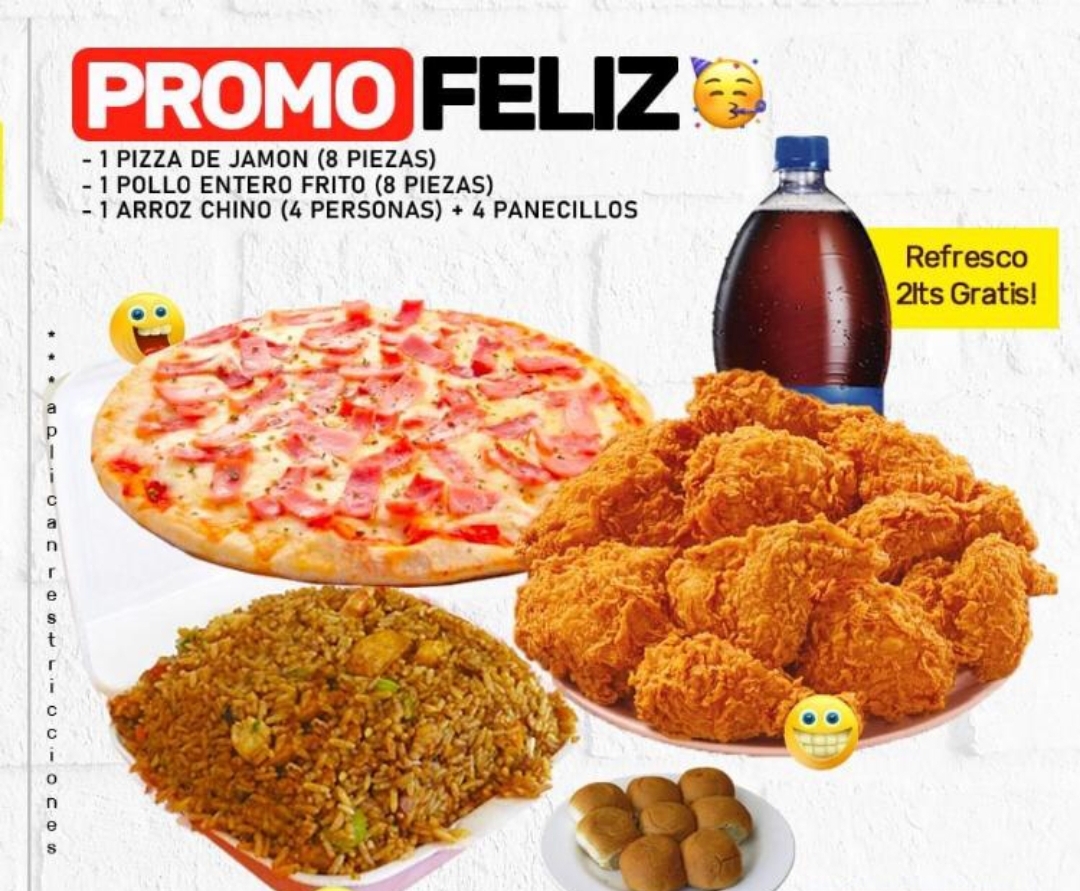 PROMO FELIZ
- 1 PIZZA DE JAMON (8 PIEZAS)
- 1 POLLO ENTERO FRITO (8 PIEZAS)
- 1 ARROZ CHINO (4 PERSONAS) + 4 PANECILLOS
Refresco
2lts Gratis!
***aplican restricciones